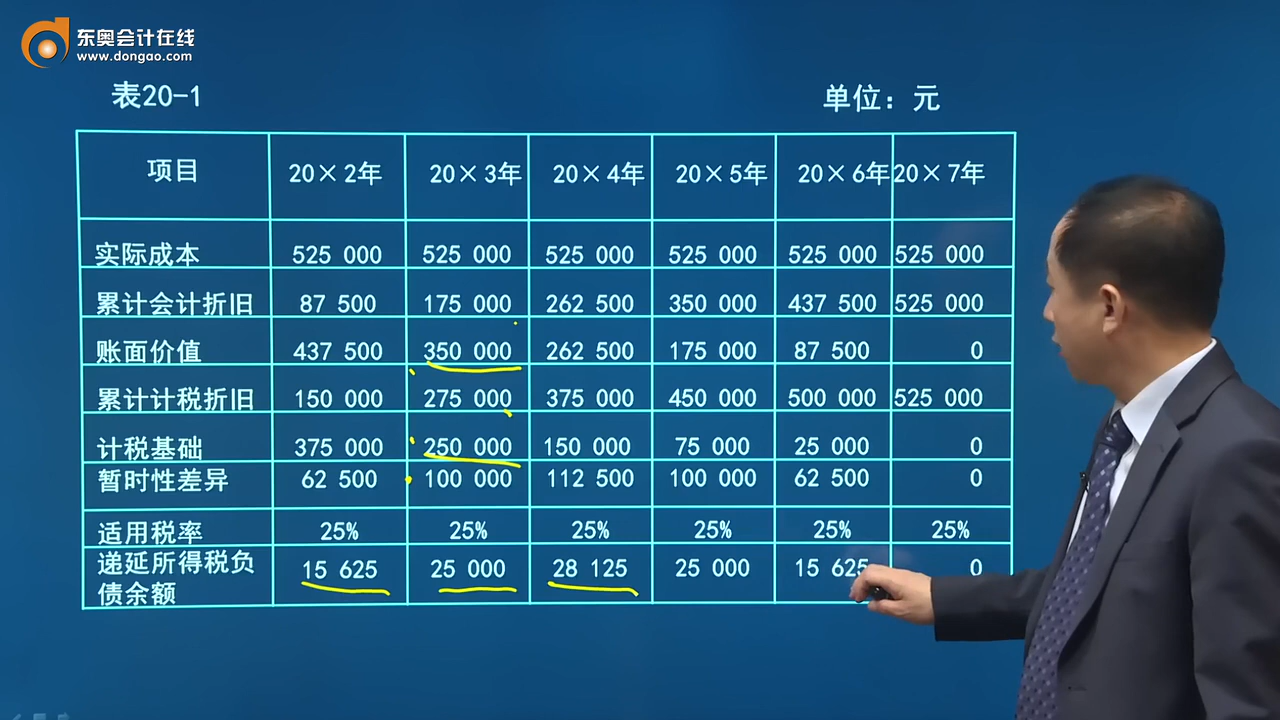 东奥会计在线
www.dongao.com
表20-1 单位：元
项目 20×2年 20×3年 20×4年 20×5年 20×6年 20×7年
实际成本 525 000 525 000 525 000 525 000 525 000 525 000
累计会计折旧 87 500 175 000 262 500 350 000 437 500 525 000
账面价值 437 500 350 000 262 500 175 000 87 500 0
累计计税折旧 150 000 275 000 375 000 450 000 500 000 525 000
计税基础 375 000 250 000 150 000 75 000 25 000 0
暂时性差异 62 500 100 000 112 500 100 000 62 500 0
适用税率 25% 25% 25% 25% 25% 25%
递延所得税负 15 625 25 000 28 125 25 000 15 625 0
债余额